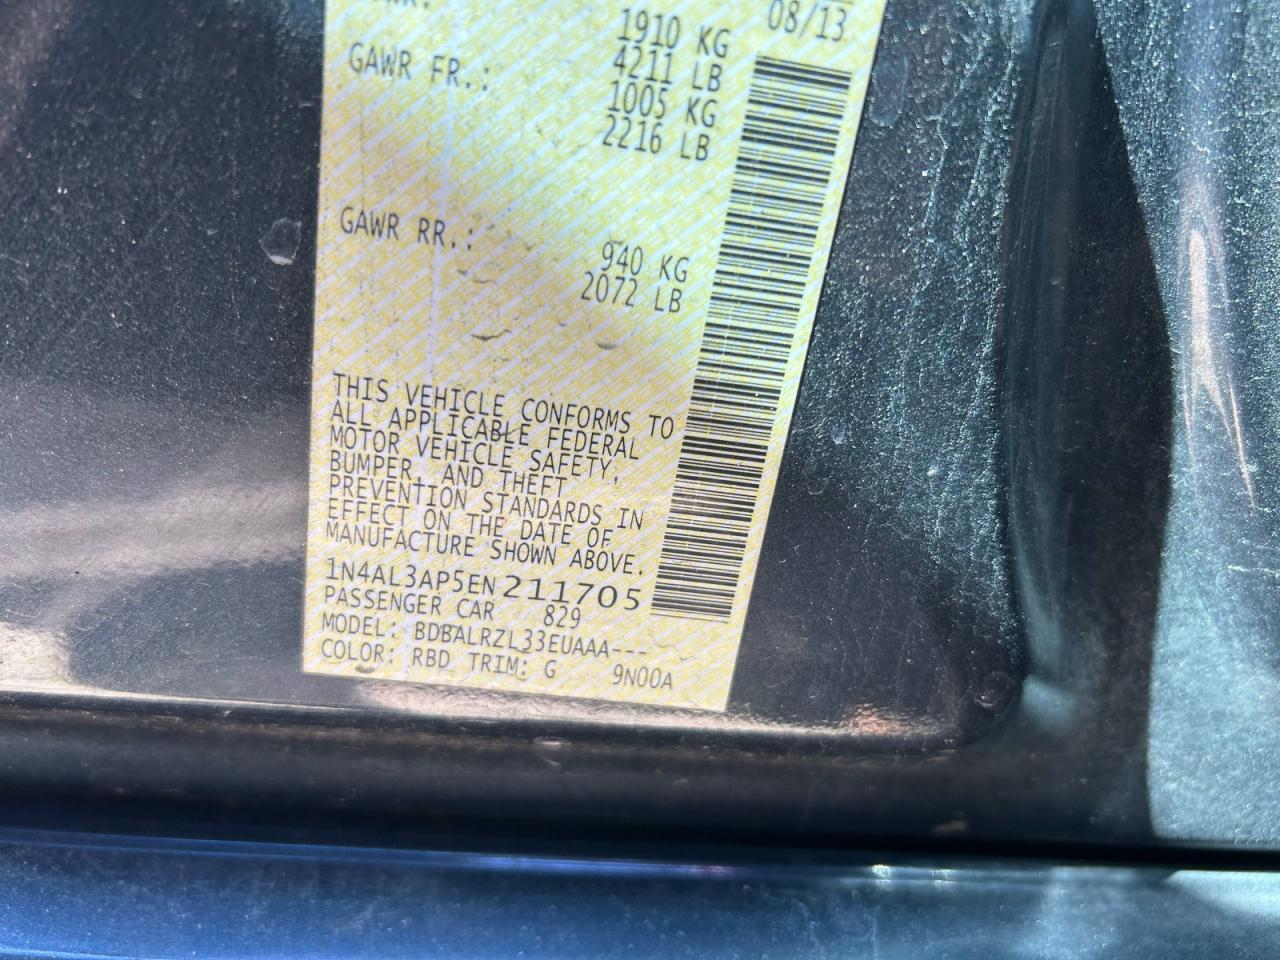 08/13
1910 KG
4211 LB
GAWR FR.:
1005 KG
2216 LB
GAWR RR.:
940 KG
2072 LB
THIS VEHICLE CONFORMS TO
ALL APPLICABLE FEDERAL
MOTOR VEHICLE SAFETY,
BUMPER, AND THEFT
PREVENTION STANDARDS IN
EFFECT ON THE DATE OF
MANUFACTURE SHOWN ABOVE.
1N4AL3AP5EN211705
PASSENGER CAR 829
MODEL: BDBALRZL33EUAAA---
COLOR: RBD TRIM: G 9N00A